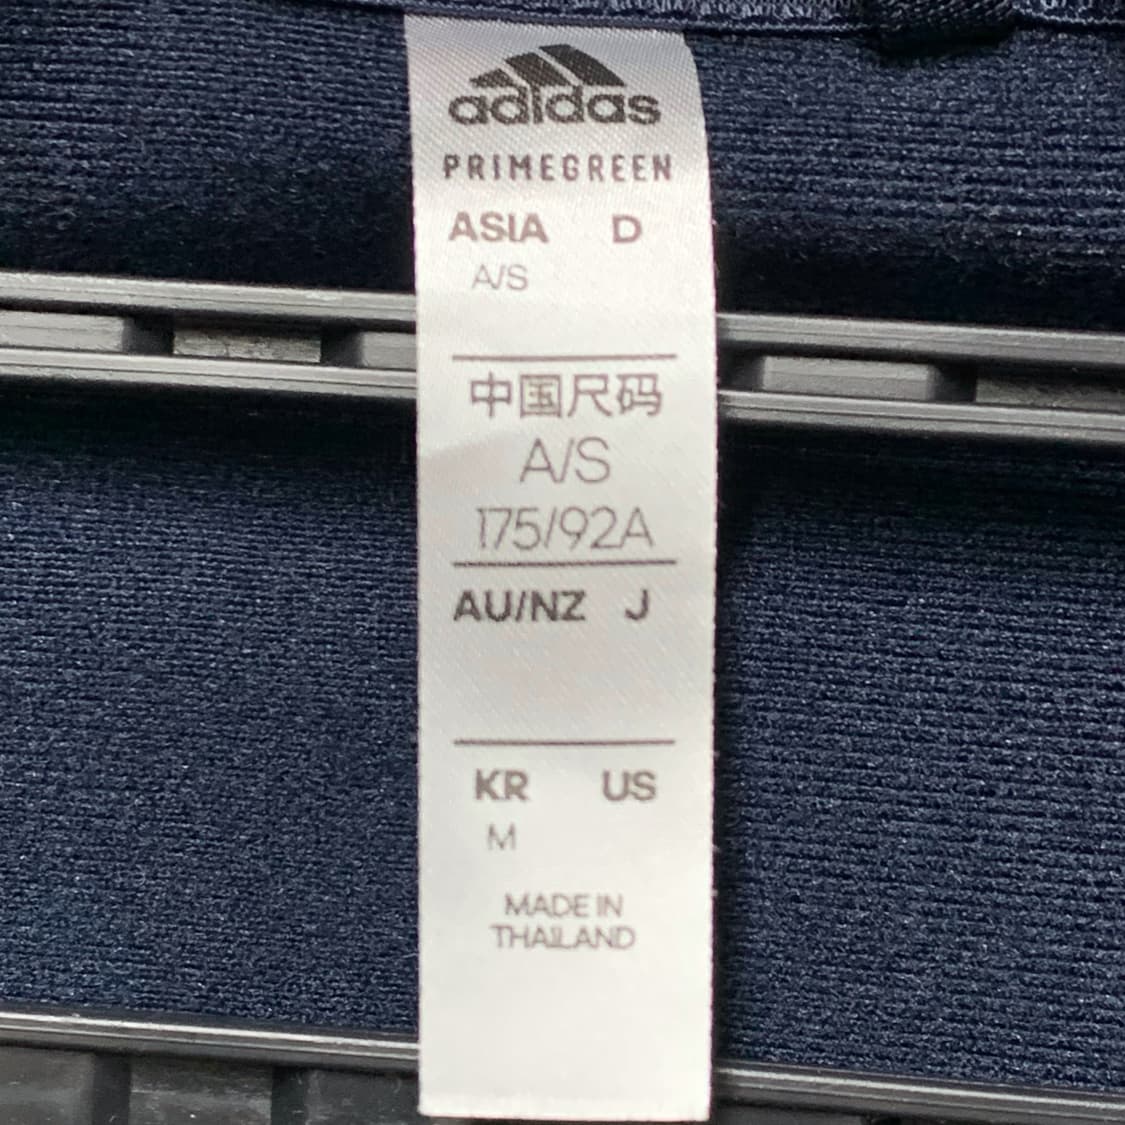 adidas
PRIMEGREEN
ASIA D
A/S
中国尺码
A/S
175/92A
AU/NZ J
KR US
M
MADE IN
THAILAND